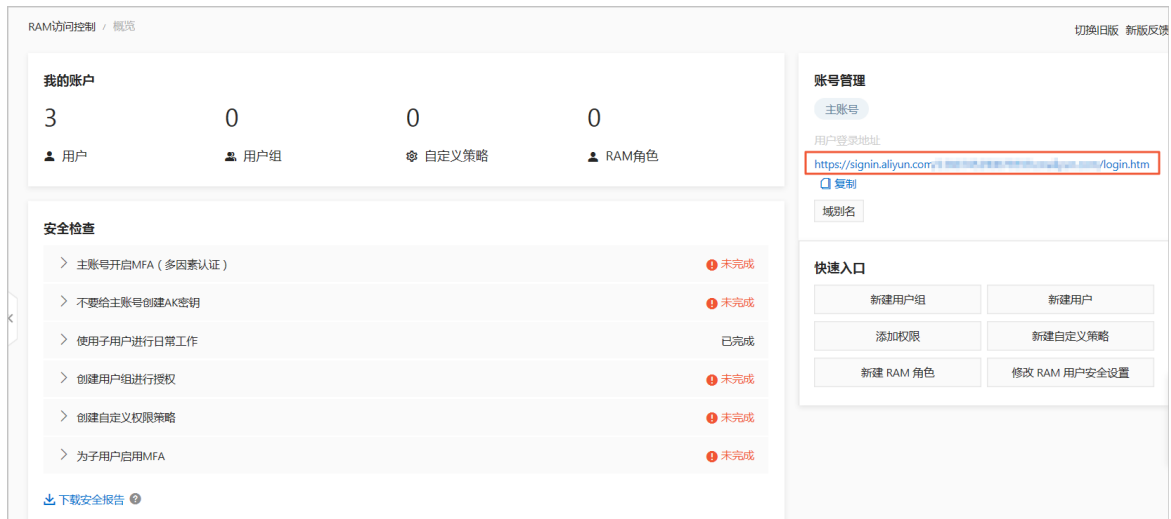 RAM访问控制 / 概览
切换旧版 新版反馈
我的账户
3
0
0
0
用户
用户组
自定义策略
RAM角色
安全检查
主账号开启MFA（多因素认证）
未完成
不要给主账号创建AK密钥
未完成
使用子用户进行日常工作
已完成
创建用户组进行授权
未完成
创建自定义权限策略
未完成
为子用户启用MFA
未完成
下载安全报告
账号管理
主账号
用户登录地址
https://signin.aliyun.com /login.htm
复制
域别名
快速入口
新建用户组
新建用户
添加权限
新建自定义策略
新建 RAM 角色
修改 RAM 用户安全设置